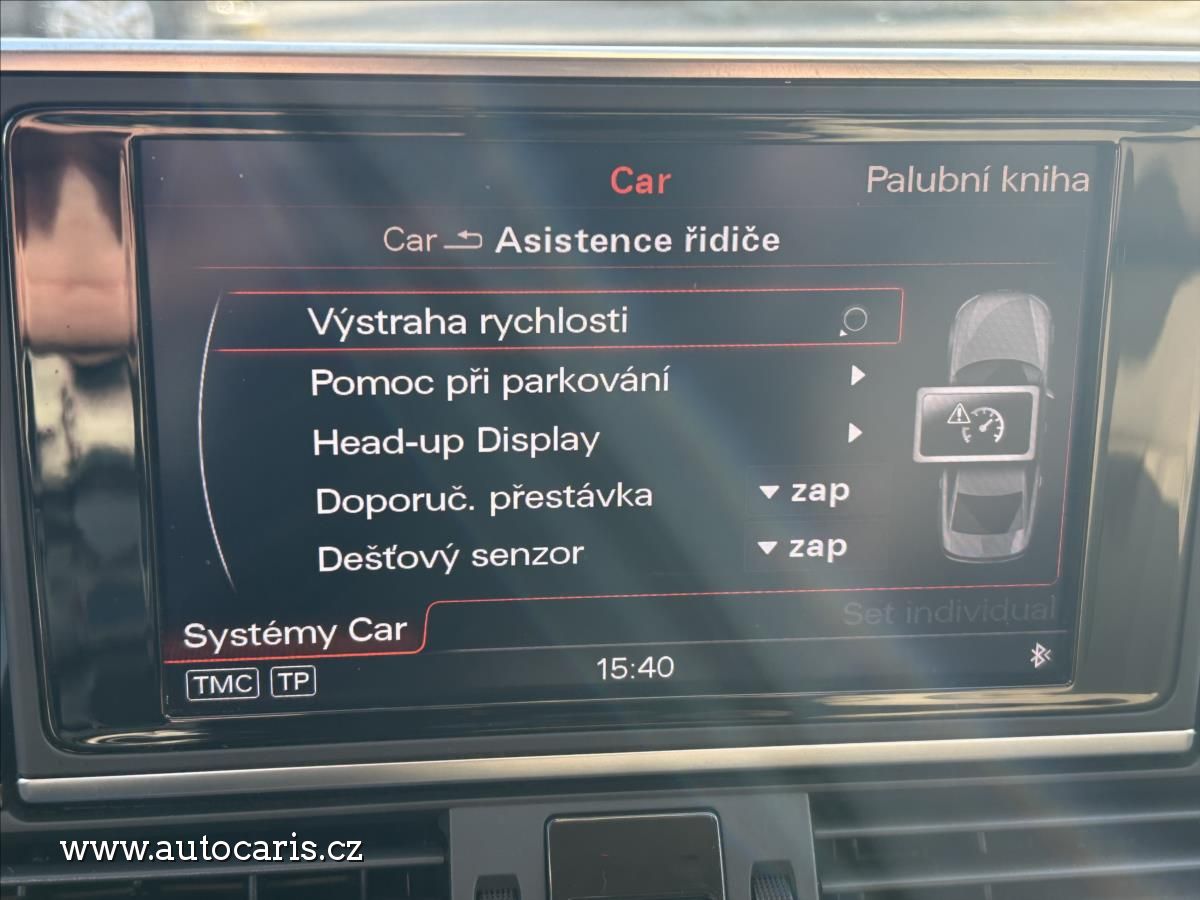 Car
Palubní kniha
Car Asistence řidiče
Výstraha rychlosti
Pomoc při parkování
Head-up Display
Doporuč. přestávka zap
Dešťový senzor zap
Set individual
Systémy Car
TMC TP
15:40
www.autocaris.cz